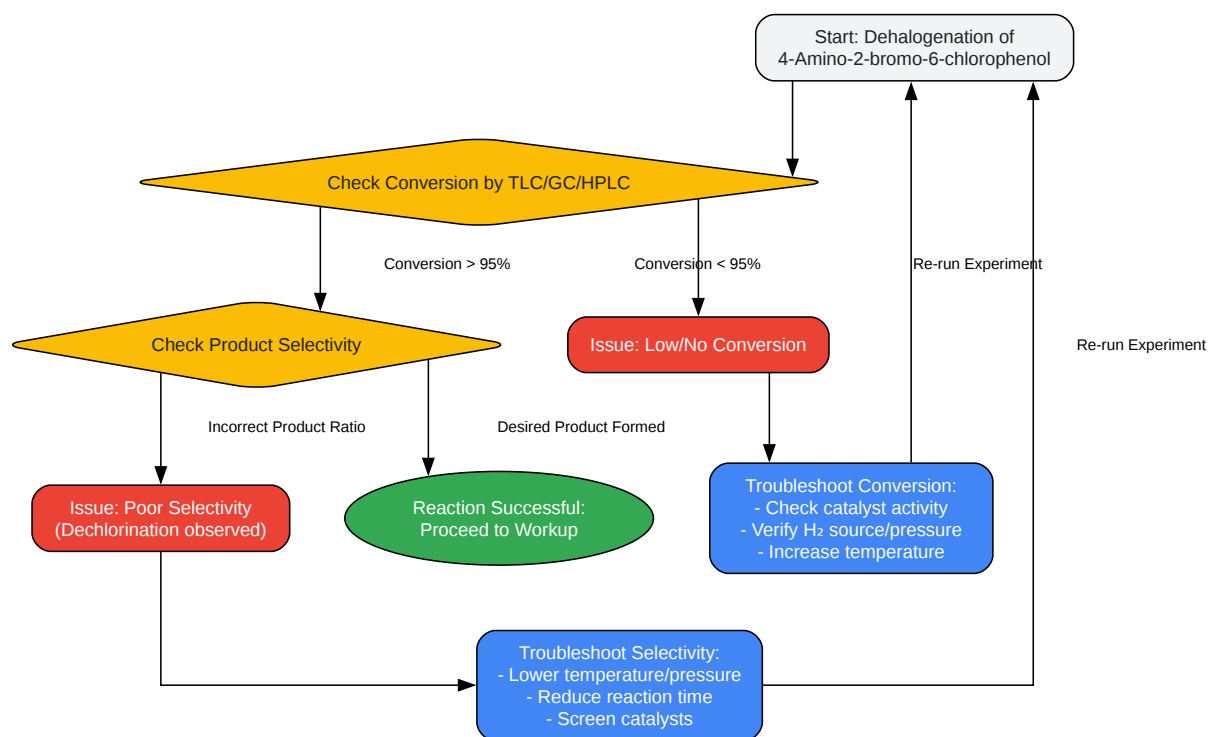 Start: Dehalogenation of
4-Amino-2-bromo-6-chlorophenol
Check Conversion by TLC/GC/HPLC
Conversion > 95%
Conversion < 95%
Re-run Experiment
Check Product Selectivity
Issue: Low/No Conversion
Re-run Experiment
Incorrect Product Ratio
Desired Product Formed
Issue: Poor Selectivity
(Dechlorination observed)
Reaction Successful:
Proceed to Workup
Troubleshoot Conversion:
- Check catalyst activity
- Verify H₂ source/pressure
- Increase temperature
Troubleshoot Selectivity:
- Lower temperature/pressure
- Reduce reaction time
- Screen catalysts